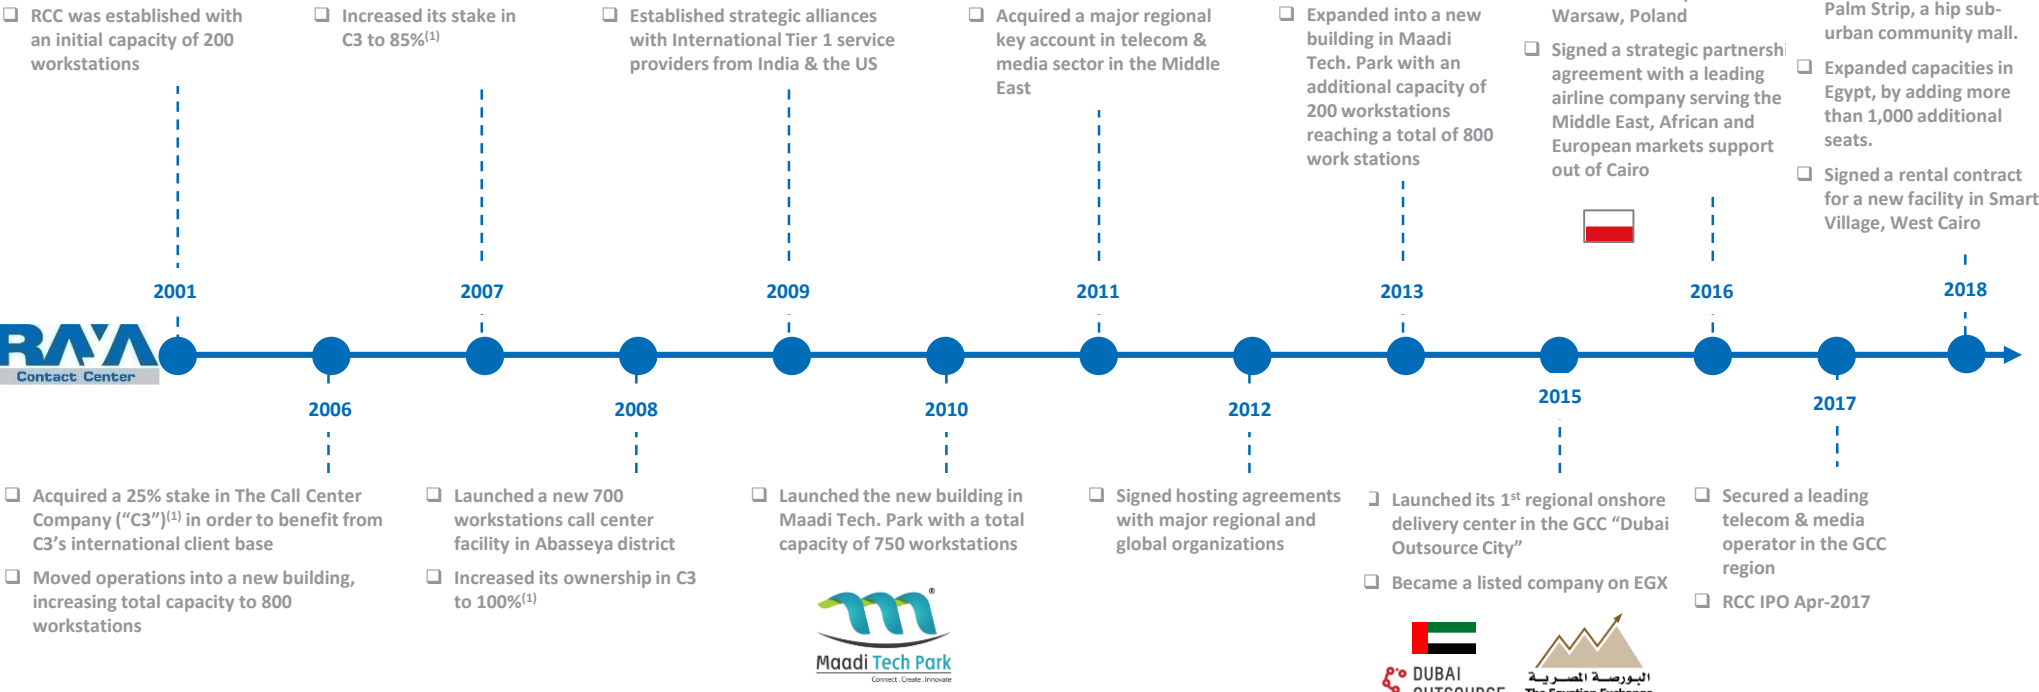 RCC was established with
an initial capacity of 200
workstations
Increased its stake in
C3 to 85%(1)
Established strategic alliances
with International Tier 1 service
providers from India & the US
Acquired a major regional
key account in telecom &
media sector in the Middle
East
Expanded into a new
building in Maadi
Tech. Park with an
additional capacity of
200 workstations
reaching a total of 800
work stations
Warsaw, Poland
Signed a strategic partnershi
agreement with a leading
airline company serving the
Middle East, African and
European markets support
out of Cairo
Palm Strip, a hip sub-
urban community mall.
Expanded capacities in
Egypt, by adding more
than 1,000 additional
seats.
Signed a rental contract
for a new facility in Smart
Village, West Cairo
2001
2007
2009
2011
2013
2016
2018
RAYA
Contact Center
2006
2008
2010
2012
2015
2017
Acquired a 25% stake in The Call Center
Company (“C3”)(1) in order to benefit from
C3’s international client base
Moved operations into a new building,
increasing total capacity to 800
workstations
Launched a new 700
workstations call center
facility in Abasseya district
Increased its ownership in C3
to 100%(1)
Launched the new building in
Maadi Tech. Park with a total
capacity of 750 workstations
®
Maadi Tech Park
Connect . Create . Innovate
Signed hosting agreements
with major regional and
global organizations
Launched its 1st regional onshore
delivery center in the GCC “Dubai
Outsource City”
Became a listed company on EGX
DUBAI
OUTSOURCE
البورصة المصرية
The Egyptian Exchange
Secured a leading
telecom & media
operator in the GCC
region
RCC IPO Apr-2017